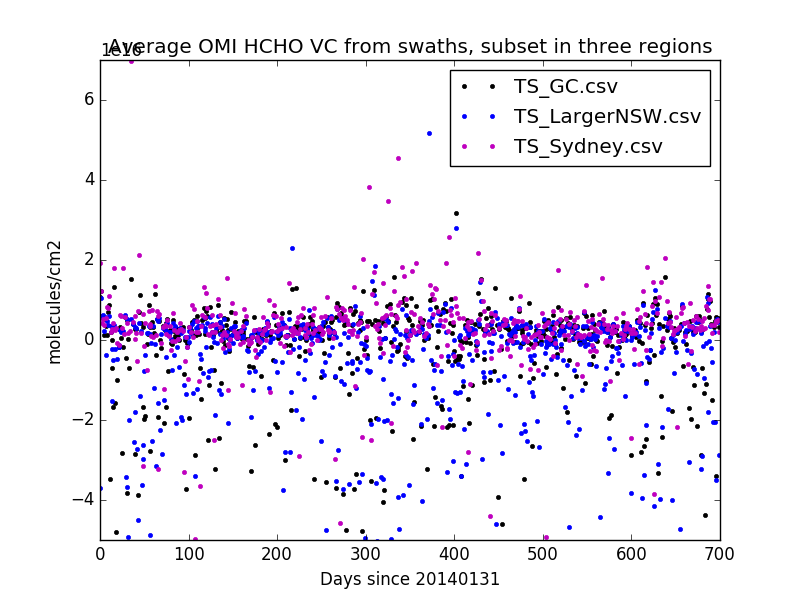 Average OMI HCHO VC from swaths, subset in three regions
1e16
TS_GC.csv
TS_LargerNSW.csv
TS_Sydney.csv
6
4
2
0
−2
−4
molecules/cm2
0 100 200 300 400 500 600 700
Days since 20140131